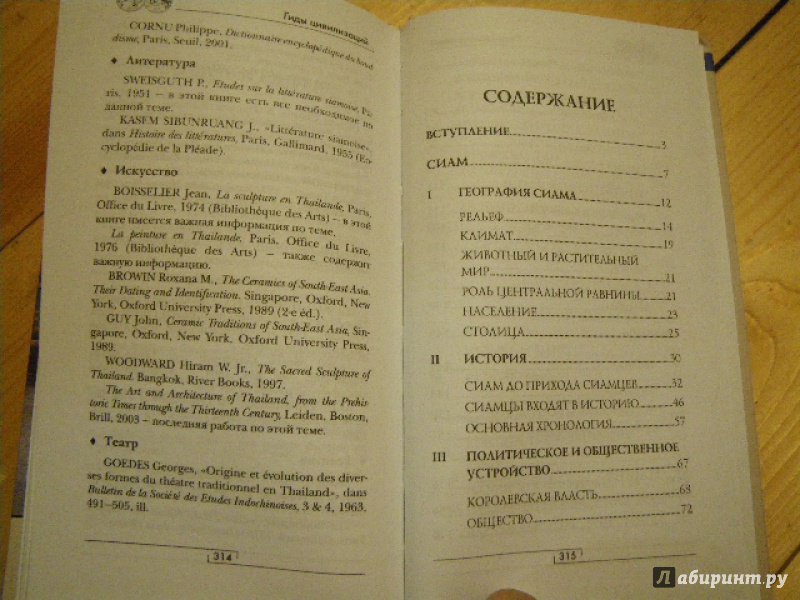 Гиды цивилизаций
CORNU Philippe, Dictionnaire encyclopédique du boud
disme, Paris, Seuil, 2001.
♦ Литература
SWEISGUTH P., Etudes sur la littérature siamoise, Pa-
ris, 1951 – в этой книге есть все необходимое по
данной теме.
KASEM SIBUNRUANG J., «Littérature siamoise»,
dans Histoire des littératures, Paris, Gallimard, 1955 (En-
cyclopédie de la Pléade).
♦ Искусство
BOISSELIER Jean, La sculpture en Thaïlande, Paris,
Office du Livre, 1974 (Bibliothèque des Arts) – в этой
книге имеется важная информация по теме.
La peinture en Thaïlande, Paris, Office du Livre,
1976 (Bibliothèque des Arts) – также содержит
важную информацию.
BROWIN Roxana M., The Ceramics of South-East Asia.
Their Dating and Identification. Singapore, Oxford, New
York, Oxford University Press, 1989 (2-е éd.).
GUY John, Ceramic Traditions of South-East Asia, Sin-
gapore, Oxford, New York, Oxford University Press,
1989.
WOODWARD Hiram W. Jr., The Sacred Sculpture of
Thailand. Bangkok, River Books, 1997.
The Art and Architecture of Thailand, from the Prehis-
toric Times through the Thirteenth Century, Leiden, Boston,
Brill, 2003 – последняя работа по этой теме.
♦ Театр
GOEDES Georges, «Origine et évolution des diver-
ses formes du théatre traditionnel en Thailand», dans
Bulletin de la Société des Etudes Indochinoises, 3 & 4, 1963,
491–505, ill.
314
СОДЕРЖАНИЕ
ВСТУПЛЕНИЕ 3
СИАМ 7
I ГЕОГРАФИЯ СИАМА 12
РЕЛЬЕФ 14
КЛИМАТ 19
ЖИВОТНЫЙ И РАСТИТЕЛЬНЫЙ
МИР 21
РОЛЬ ЦЕНТРАЛЬНОЙ РАВНИНЫ 21
НАСЕЛЕНИЕ 23
СТОЛИЦА 25
II ИСТОРИЯ 30
СИАМ ДО ПРИХОДА СИАМЦЕВ 32
СИАМЦЫ ВХОДЯТ В ИСТОРИЮ 46
ОСНОВНАЯ ХРОНОЛОГИЯ 57
III ПОЛИТИЧЕСКОЕ И ОБЩЕСТВЕННОЕ
УСТРОЙСТВО 67
КОРОЛЕВСКАЯ ВЛАСТЬ 68
ОБЩЕСТВО 72
315
Лабиринт.ру